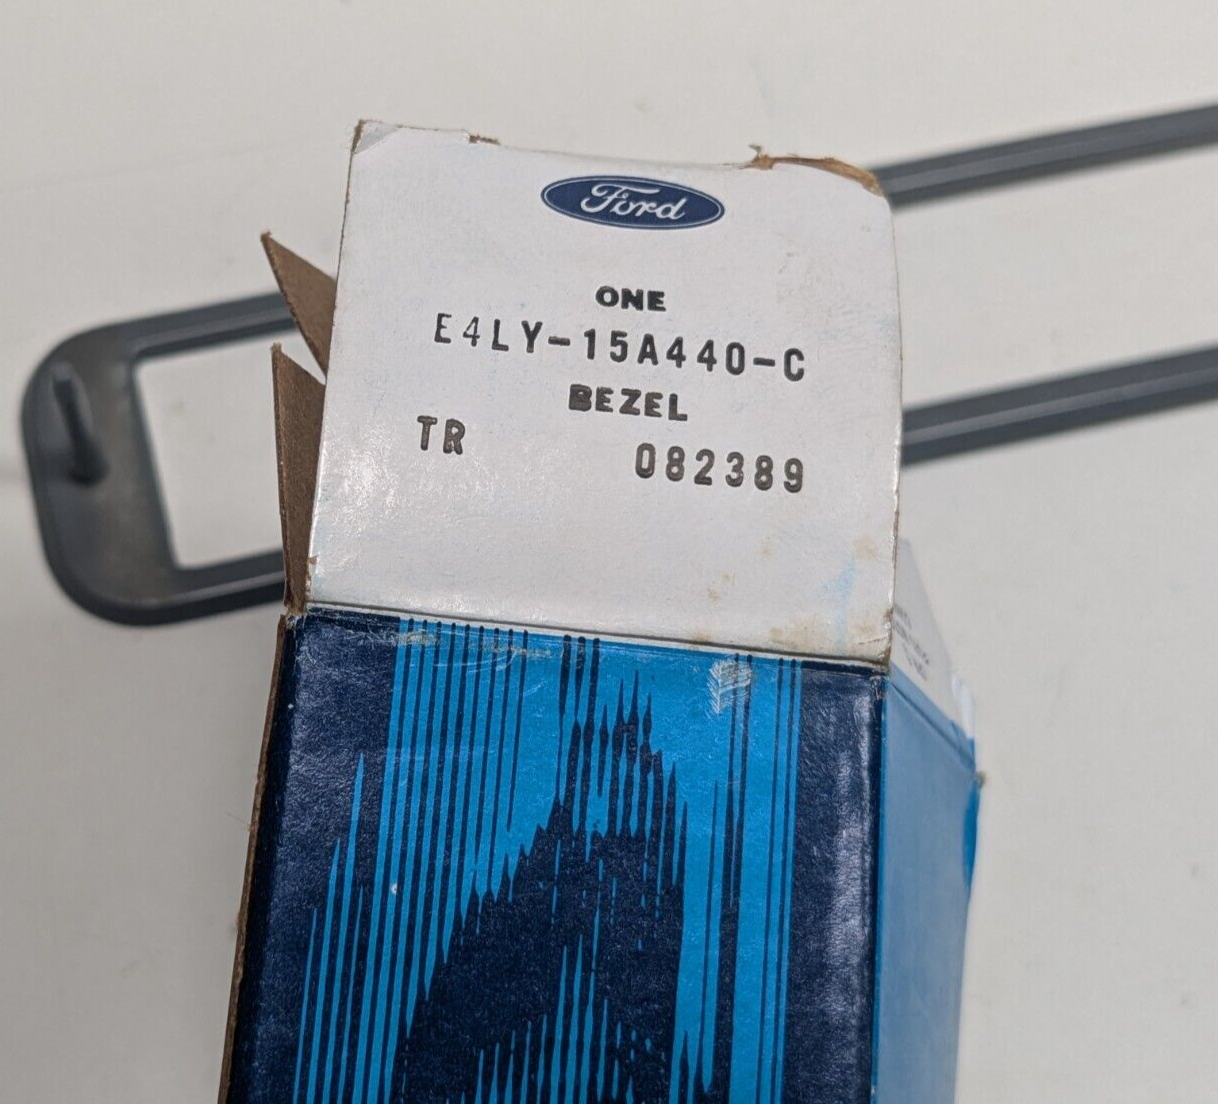 Ford
ONE
E4LY-15A440-C
BEZEL
TR 082389